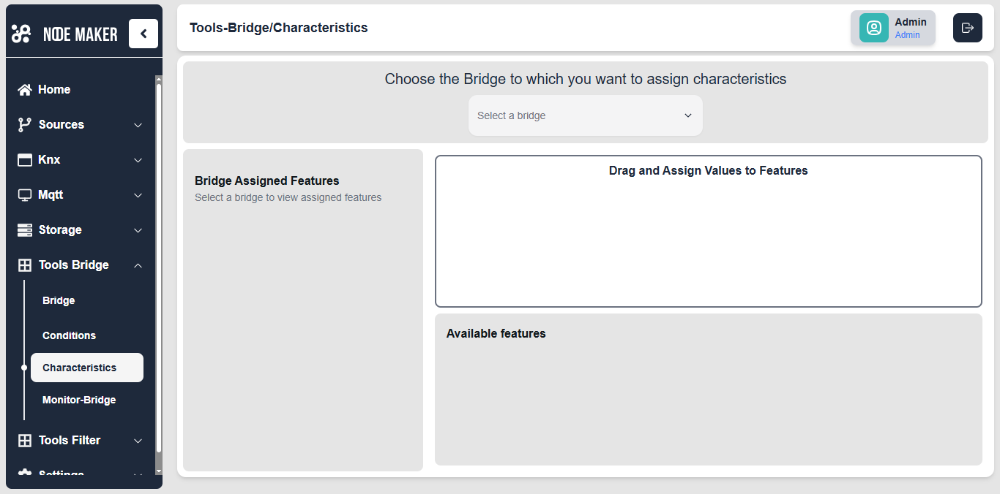 NODE MAKER
Home
Sources
Knx
Mqtt
Storage
Tools Bridge
Bridge
Conditions
Characteristics
Monitor-Bridge
Tools Filter
Settings
Tools-Bridge/Characteristics
Admin
Admin
Choose the Bridge to which you want to assign characteristics
Select a bridge
Bridge Assigned Features
Select a bridge to view assigned features
Drag and Assign Values to Features
Available features